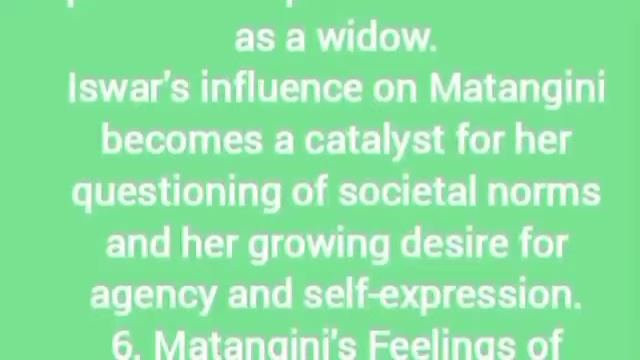 as a widow.
Iswar's influence on Matangini
becomes a catalyst for her
questioning of societal norms
and her growing desire for
agency and self-expression.
6. Matangini's Feelings of